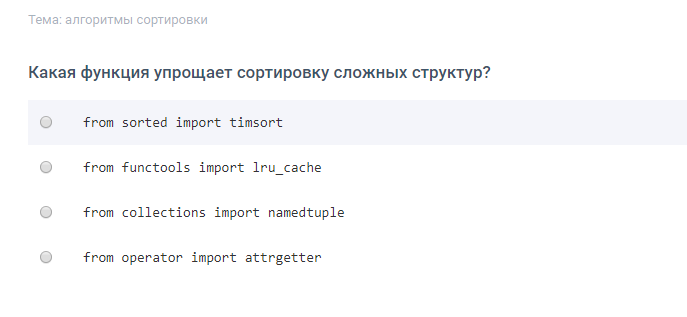 Тема: алгоритмы сортировки
Какая функция упрощает сортировку сложных структур?
from sorted import timsort
from functools import lru_cache
from collections import namedtuple
from operator import attrgetter